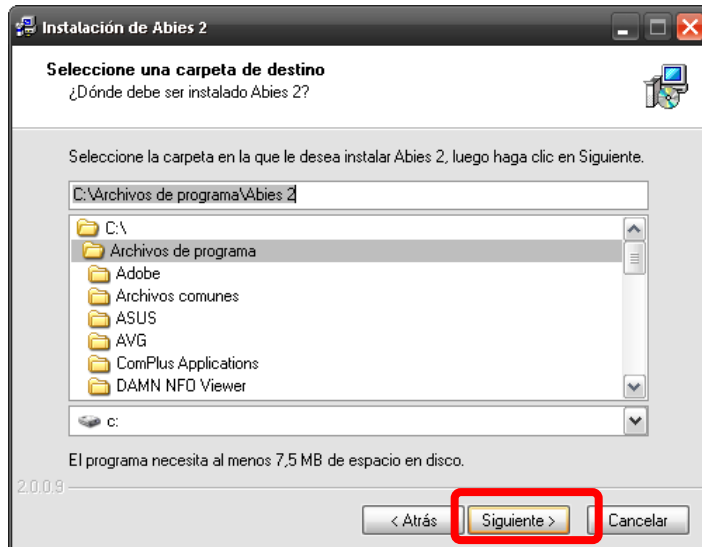 Instalación de Abies 2
Seleccione una carpeta de destino
¿Dónde debe ser instalado Abies 2?
Seleccione la carpeta en la que le desea instalar Abies 2, luego haga clic en Siguiente.
C:\Archivos de programa\Abies 2
C:\
Archivos de programa
Adobe
Archivos comunes
ASUS
AVG
ComPlus Applications
DAMN NFO Viewer
c:
El programa necesita al menos 7,5 MB de espacio en disco.
2.0.0.9
< Atrás Siguiente > Cancelar